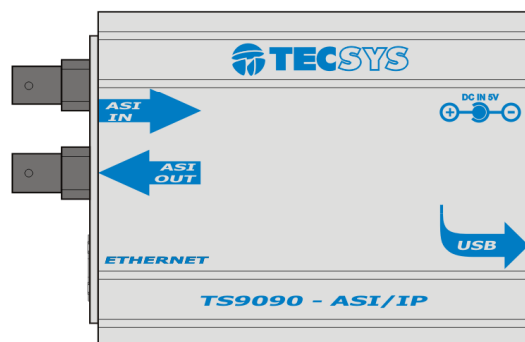 TECSYS
ASI
IN
DC IN 5V
ASI
OUT
USB
ETHERNET
TS9090 - ASI/IP